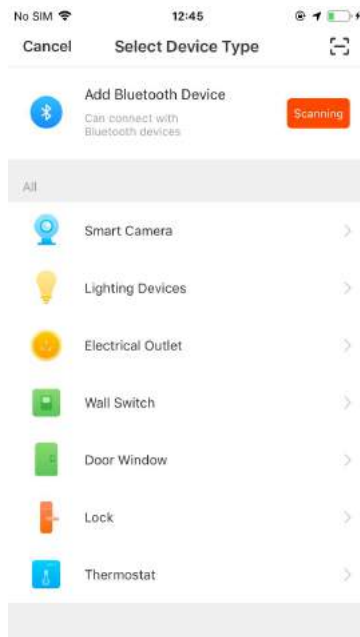 No SIM 12:45
Cancel Select Device Type
Add Bluetooth Device
Can connect with
Bluetooth devices
Scanning
All
Smart Camera
Lighting Devices
Electrical Outlet
Wall Switch
Door Window
Lock
Thermostat